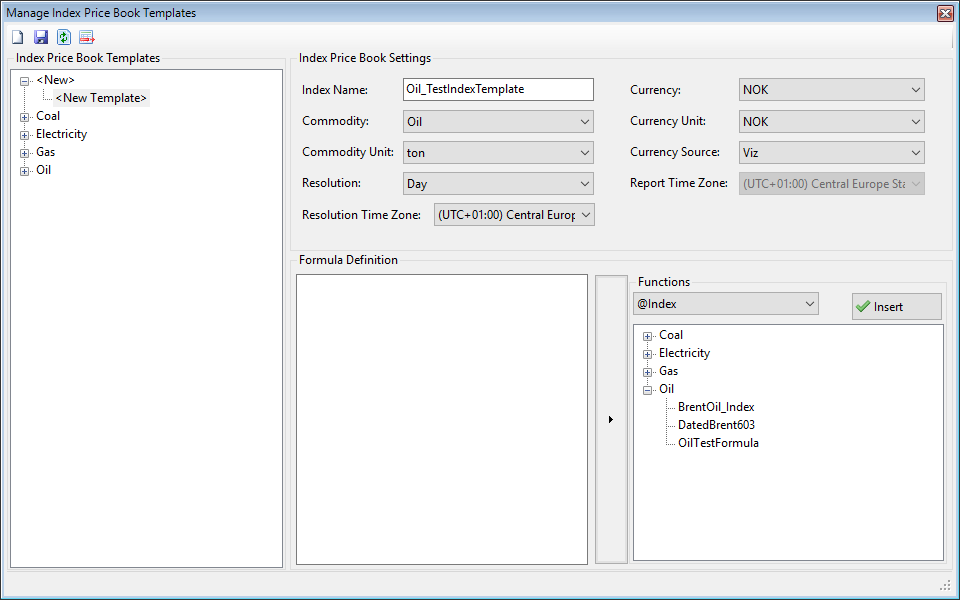 Manage Index Price Book Templates
Index Price Book Templates
<New>
<New Template>
Coal
Electricity
Gas
Oil
Index Price Book Settings
Index Name: Oil_TestIndexTemplate
Commodity: Oil
Commodity Unit: ton
Resolution: Day
Resolution Time Zone: (UTC+01:00) Central Europ
Currency: NOK
Currency Unit: NOK
Currency Source: Viz
Report Time Zone: (UTC+01:00) Central Europe Sta
Formula Definition
Functions
@Index
Insert
Coal
Electricity
Gas
Oil
BrentOil_Index
DatedBrent603
OilTestFormula